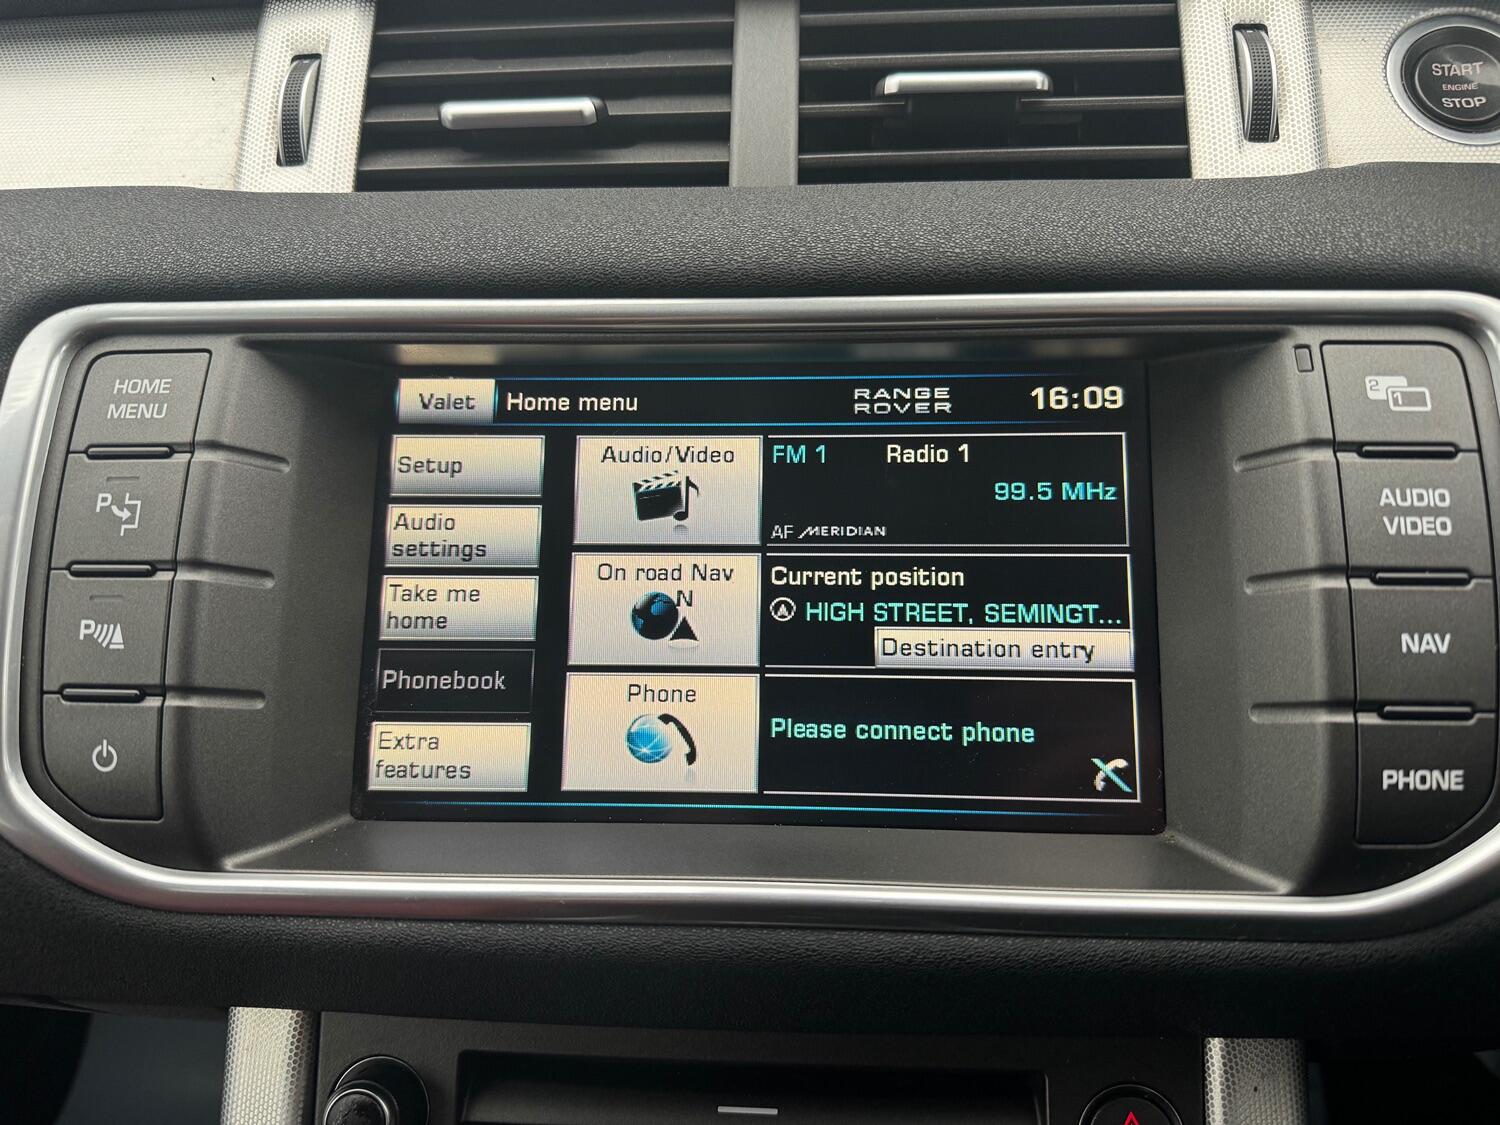 START
ENGINE
STOP
HOME
MENU
P
P
Valet
Home menu
RANGE
ROVER
16:09
Setup
Audio
settings
Take me
home
Phonebook
Extra
features
Audio/Video
FM 1 Radio 1
99.5 MHz
AF MERIDIAN
On road Nav
N
Current position
HIGH STREET, SEMINGT...
Destination entry
Phone
Please connect phone
2
1
AUDIO
VIDEO
NAV
PHONE